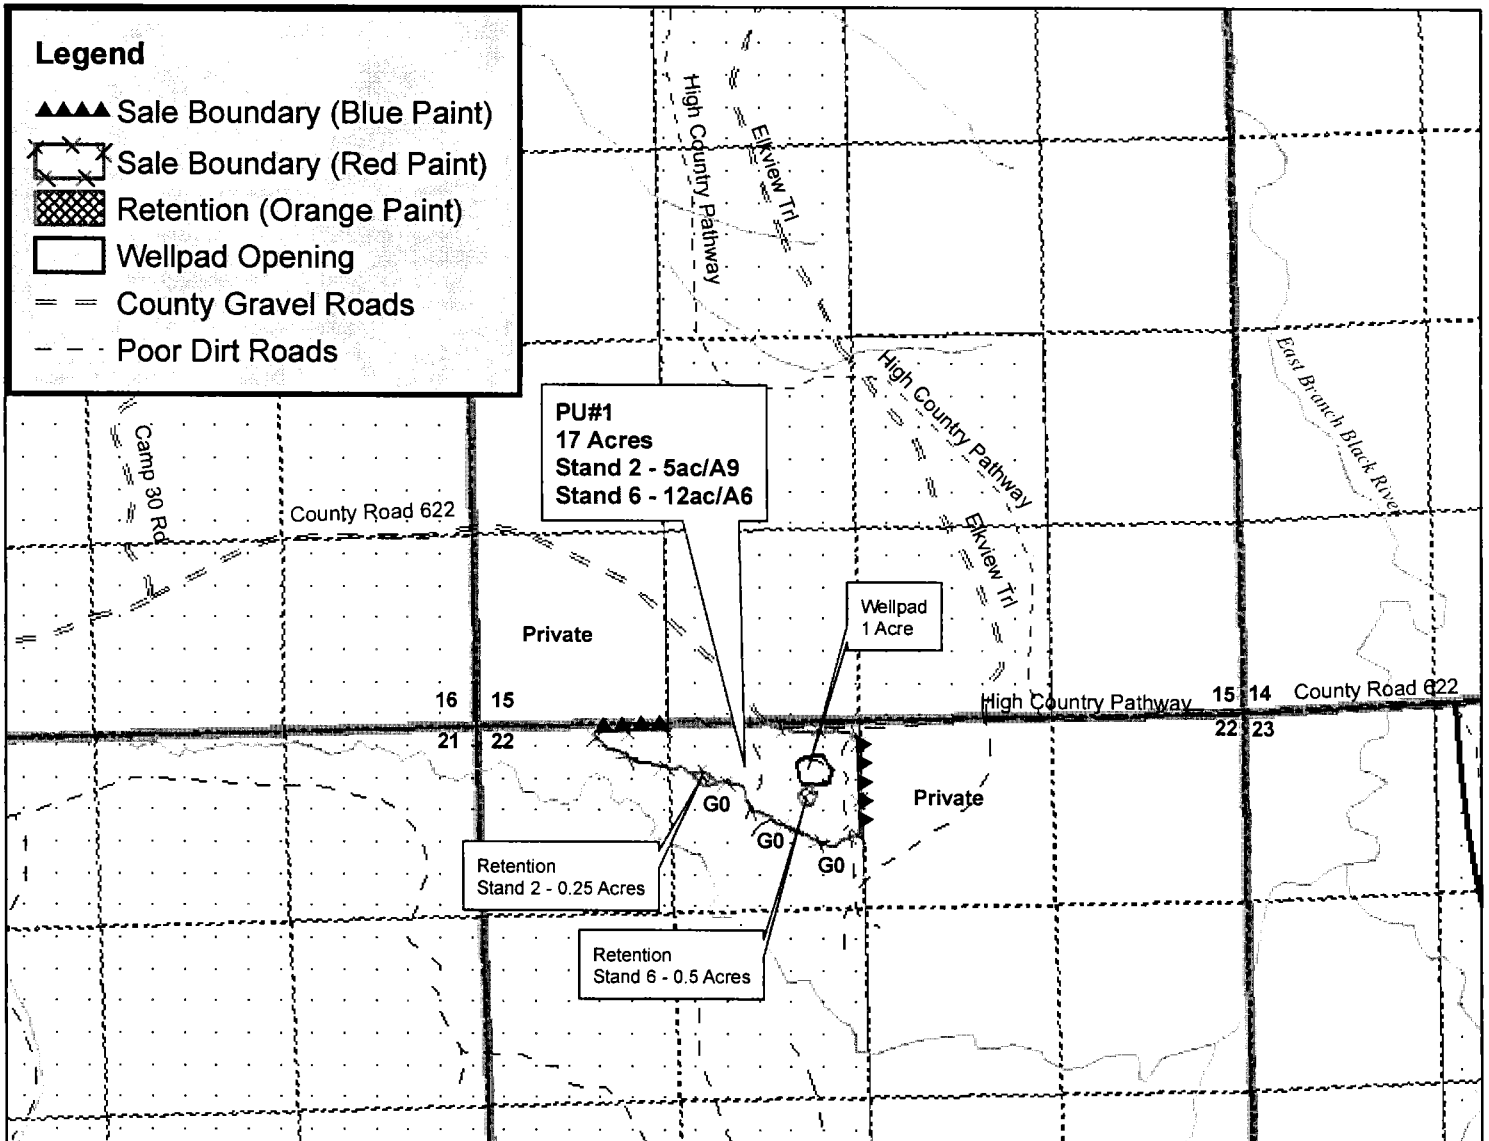 Legend
Sale Boundary (Blue Paint)
Sale Boundary (Red Paint)
Retention (Orange Paint)
Wellpad Opening
County Gravel Roads
Poor Dirt Roads
High Country Pathway
Elkview Trl
East Branch Black River
High Country Pathway
PU#1
17 Acres
Stand 2 - 5ac/A9
Stand 6 - 12ac/A6
Camp 30 Rd
County Road 622
Elkview Trl
Wellpad
1 Acre
Private
16 15
High Country Pathway
15 14
County Road 622
21 22
22 23
Private
G0
G0
G0
Retention
Stand 2 - 0.25 Acres
Retention
Stand 6 - 0.5 Acres